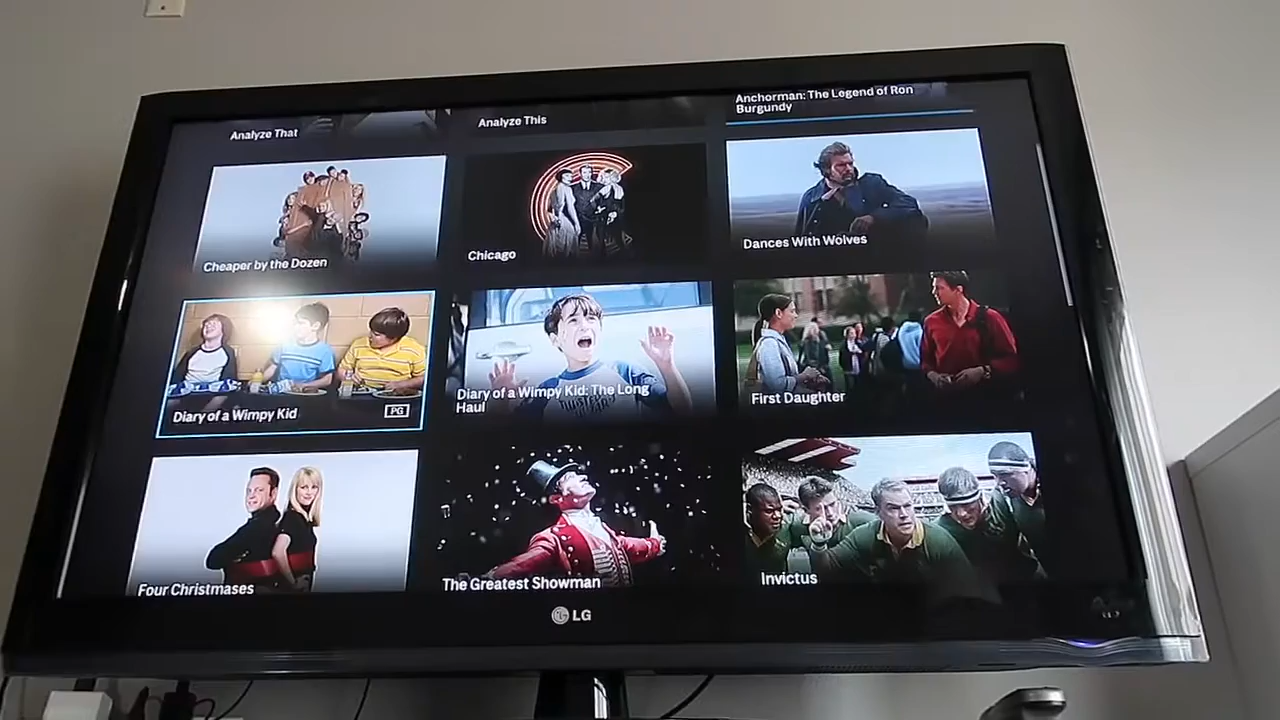 Analyze That
Analyze This
Anchorman: The Legend of Ron
Burgundy
Cheaper by the Dozen
Chicago
Dances With Wolves
Diary of a Wimpy Kid
PG
Diary of a Wimpy Kid: The Long
Haul
First Daughter
Four Christmases
The Greatest Showman
Invictus
LG